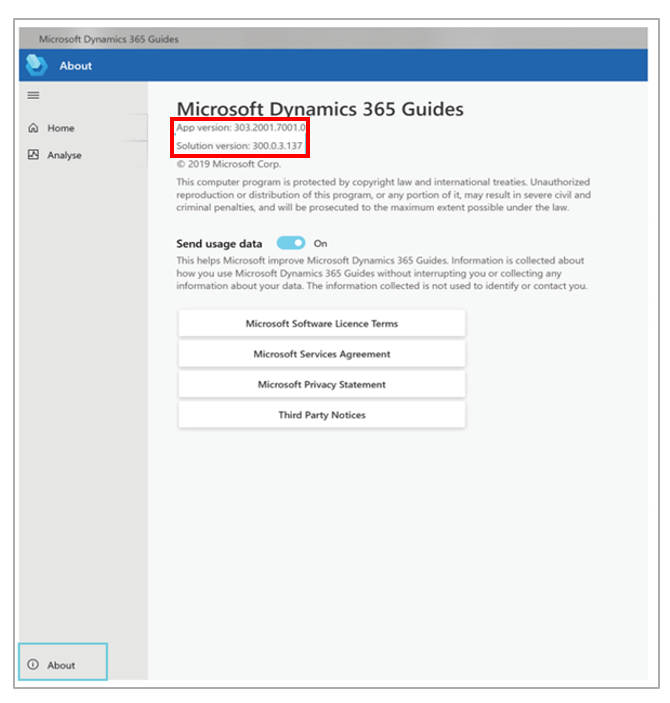 Microsoft Dynamics 365 Guides
About
Home
Analyse
Microsoft Dynamics 365 Guides
App version: 303.2001.7001.0
Solution version: 300.0.3.137
© 2019 Microsoft Corp.
This computer program is protected by copyright law and international treaties. Unauthorized
reproduction or distribution of this program, or any portion of it, may result in severe civil and
criminal penalties, and will be prosecuted to the maximum extent possible under the law.
Send usage data On
This helps Microsoft improve Microsoft Dynamics 365 Guides. Information is collected about
how you use Microsoft Dynamics 365 Guides without interrupting you or collecting any
information about your data. The information collected is not used to identify or contact you.
Microsoft Software Licence Terms
Microsoft Services Agreement
Microsoft Privacy Statement
Third Party Notices
About